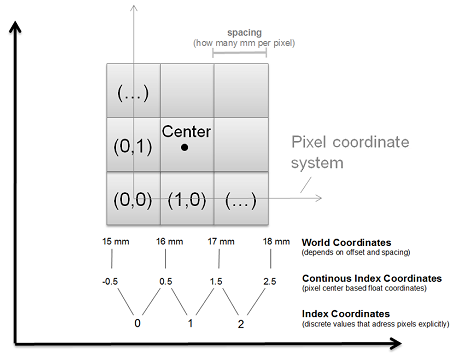 spacing
(how many mm per pixel)
(...)
Center
(0,1)
Pixel coordinate
system
(0,0) (1,0) (...)
15 mm 16 mm 17 mm 18 mm World Coordinates
(depends on offset and spacing)
-0.5 0.5 1.5 2.5 Continous Index Coordinates
(pixel center based float coordinates)
0 1 2 Index Coordinates
(discrete values that adress pixels explicitly)